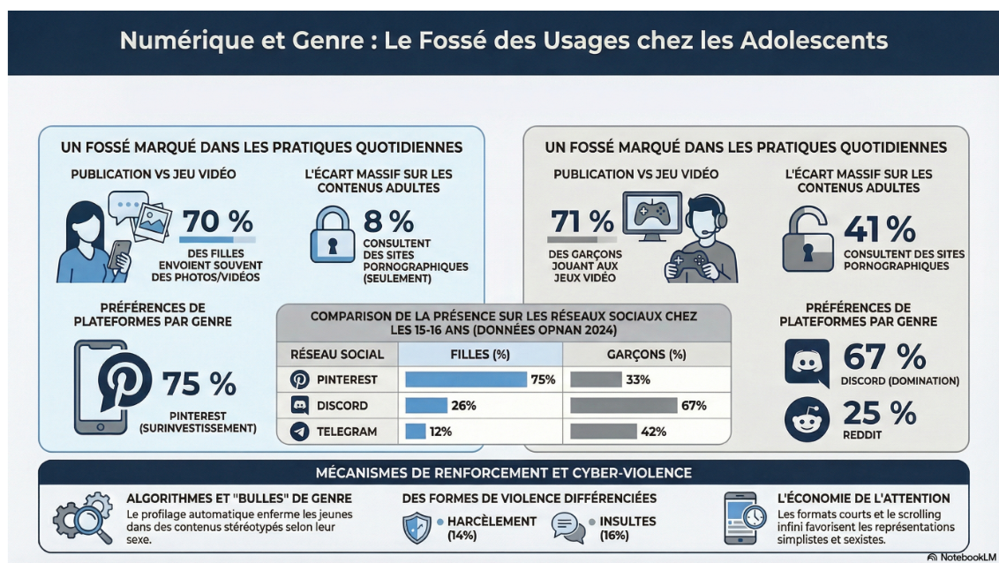 Numérique et Genre : Le Fossé des Usages chez les Adolescents
UN FOSSÉ MARQUÉ DANS LES PRATIQUES QUOTIDIENNES
PUBLICATION VS JEU VIDÉO
70 %
DES FILLES
ENVOIENT SOUVENT
DES PHOTOS/VIDÉOS
L'ÉCART MASSIF SUR LES
CONTENUS ADULTES
8 %
CONSULTENT
DES SITES
PORNOGRAPHIQUES
(SEULEMENT)
PRÉFÉRENCES DE
PLATEFORMES PAR GENRE
75 %
PINTEREST
(SURINVESTISSEMENT)
UN FOSSÉ MARQUÉ DANS LES PRATIQUES QUOTIDIENNES
PUBLICATION VS JEU VIDÉO
71 %
DES GARÇONS
JOUANT AUX
JEUX VIDÉO
L'ÉCART MASSIF SUR LES
CONTENUS ADULTES
41 %
CONSULTENT DES SITES
PORNOGRAPHIQUES
PRÉFÉRENCES DE
PLATEFORMES PAR GENRE
67 %
DISCORD (DOMINATION)
25 %
REDDIT
COMPARISON DE LA PRÉSENCE SUR LES RÉSEAUX SOCIAUX CHEZ
LES 15-16 ANS (DONNÉES OPNAN 2024)
RÉSEAU SOCIAL FILLES (%) GARÇONS (%)
PINTEREST 75% 33%
DISCORD 26% 67%
TELEGRAM 12% 42%
MÉCANISMES DE RENFORCEMENT ET CYBER-VIOLENCE
ALGORITHMES ET "BULLES" DE GENRE
Le profilage automatique enferme les jeunes
dans des contenus stéréotypés selon leur
sexe.
DES FORMES DE VIOLENCE DIFFÉRENCIÉES
HARCÈLEMENT
(14%)
INSULTES
(16%)
L'ÉCONOMIE DE L'ATTENTION
Les formats courts et le scrolling
infini favorisent les représentations
simplistes et sexistes.
NotebookLM